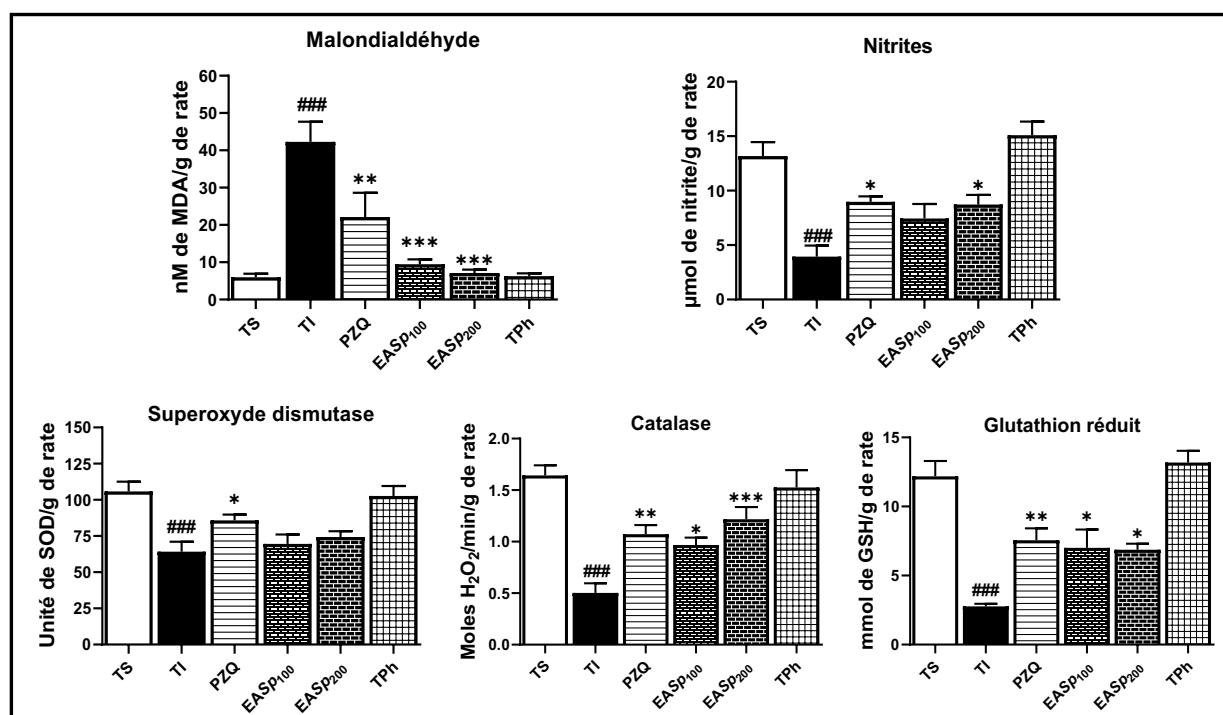 Malondialdéhyde
nM de MDA/g de rate
60
50
40
30
20
10
0
###
**
***
***
TS
TI
PZQ
EASp100
EASp200
TPh
Nitrites
µmol de nitrite/g de rate
20
15
10
5
0
###
*
*
TS
TI
PZQ
EASp100
EASp200
TPh
Superoxyde dismutase
Unité de SOD/g de rate
150
125
100
75
50
25
0
###
*
TS
TI
PZQ
EASp100
EASp200
TPh
Catalase
Moles H2O2/min/g de rate
2.0
1.5
1.0
0.5
0.0
###
**
*
***
TS
TI
PZQ
EASp100
EASp200
TPh
Glutathion réduit
mmol de GSH/g de rate
15
10
5
0
###
**
*
*
TS
TI
PZQ
EASp100
EASp200
TPh